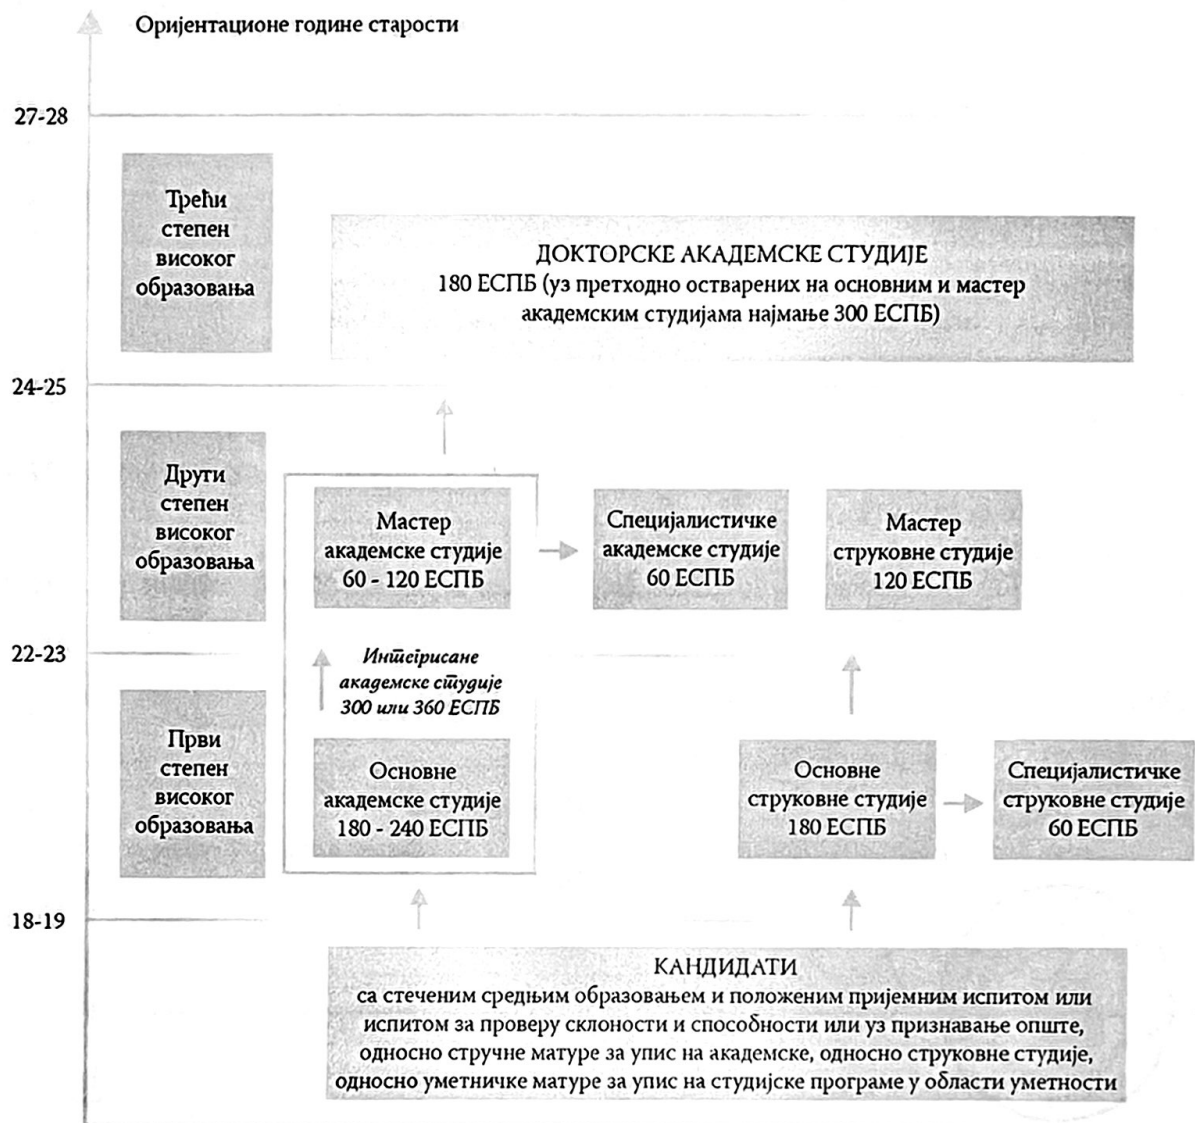 Оријентационе године старости
27-28
Трећи
степен
високог
образовања
ДОКТОРСКЕ АКАДЕМСКЕ СТУДИЈЕ
180 ЕСПБ (уз претходно остварених на основним и мастер
академским студијама најмање 300 ЕСПБ)
24-25
Други
степен
високог
образовања
Мастер
академске студије
60 - 120 ЕСПБ
Специјалистичке
академске студије
60 ЕСПБ
Мастер
струковне студије
120 ЕСПБ
22-23
Интегрисане
академске студије
300 или 360 ЕСПБ
Први
степен
високог
образовања
Основне
академске студије
180 - 240 ЕСПБ
Основне
струковне студије
180 ЕСПБ
Специјалистичке
струковне студије
60 ЕСПБ
18-19
КАНДИДАТИ
са стеченим средњим образовањем и положеним пријемним испитом или
испитом за проверу склоности и способности или уз признавање опште,
односно стручне матуре за упис на академске, односно струковне студије,
односно уметничке матуре за упис на студијске програме у области уметности